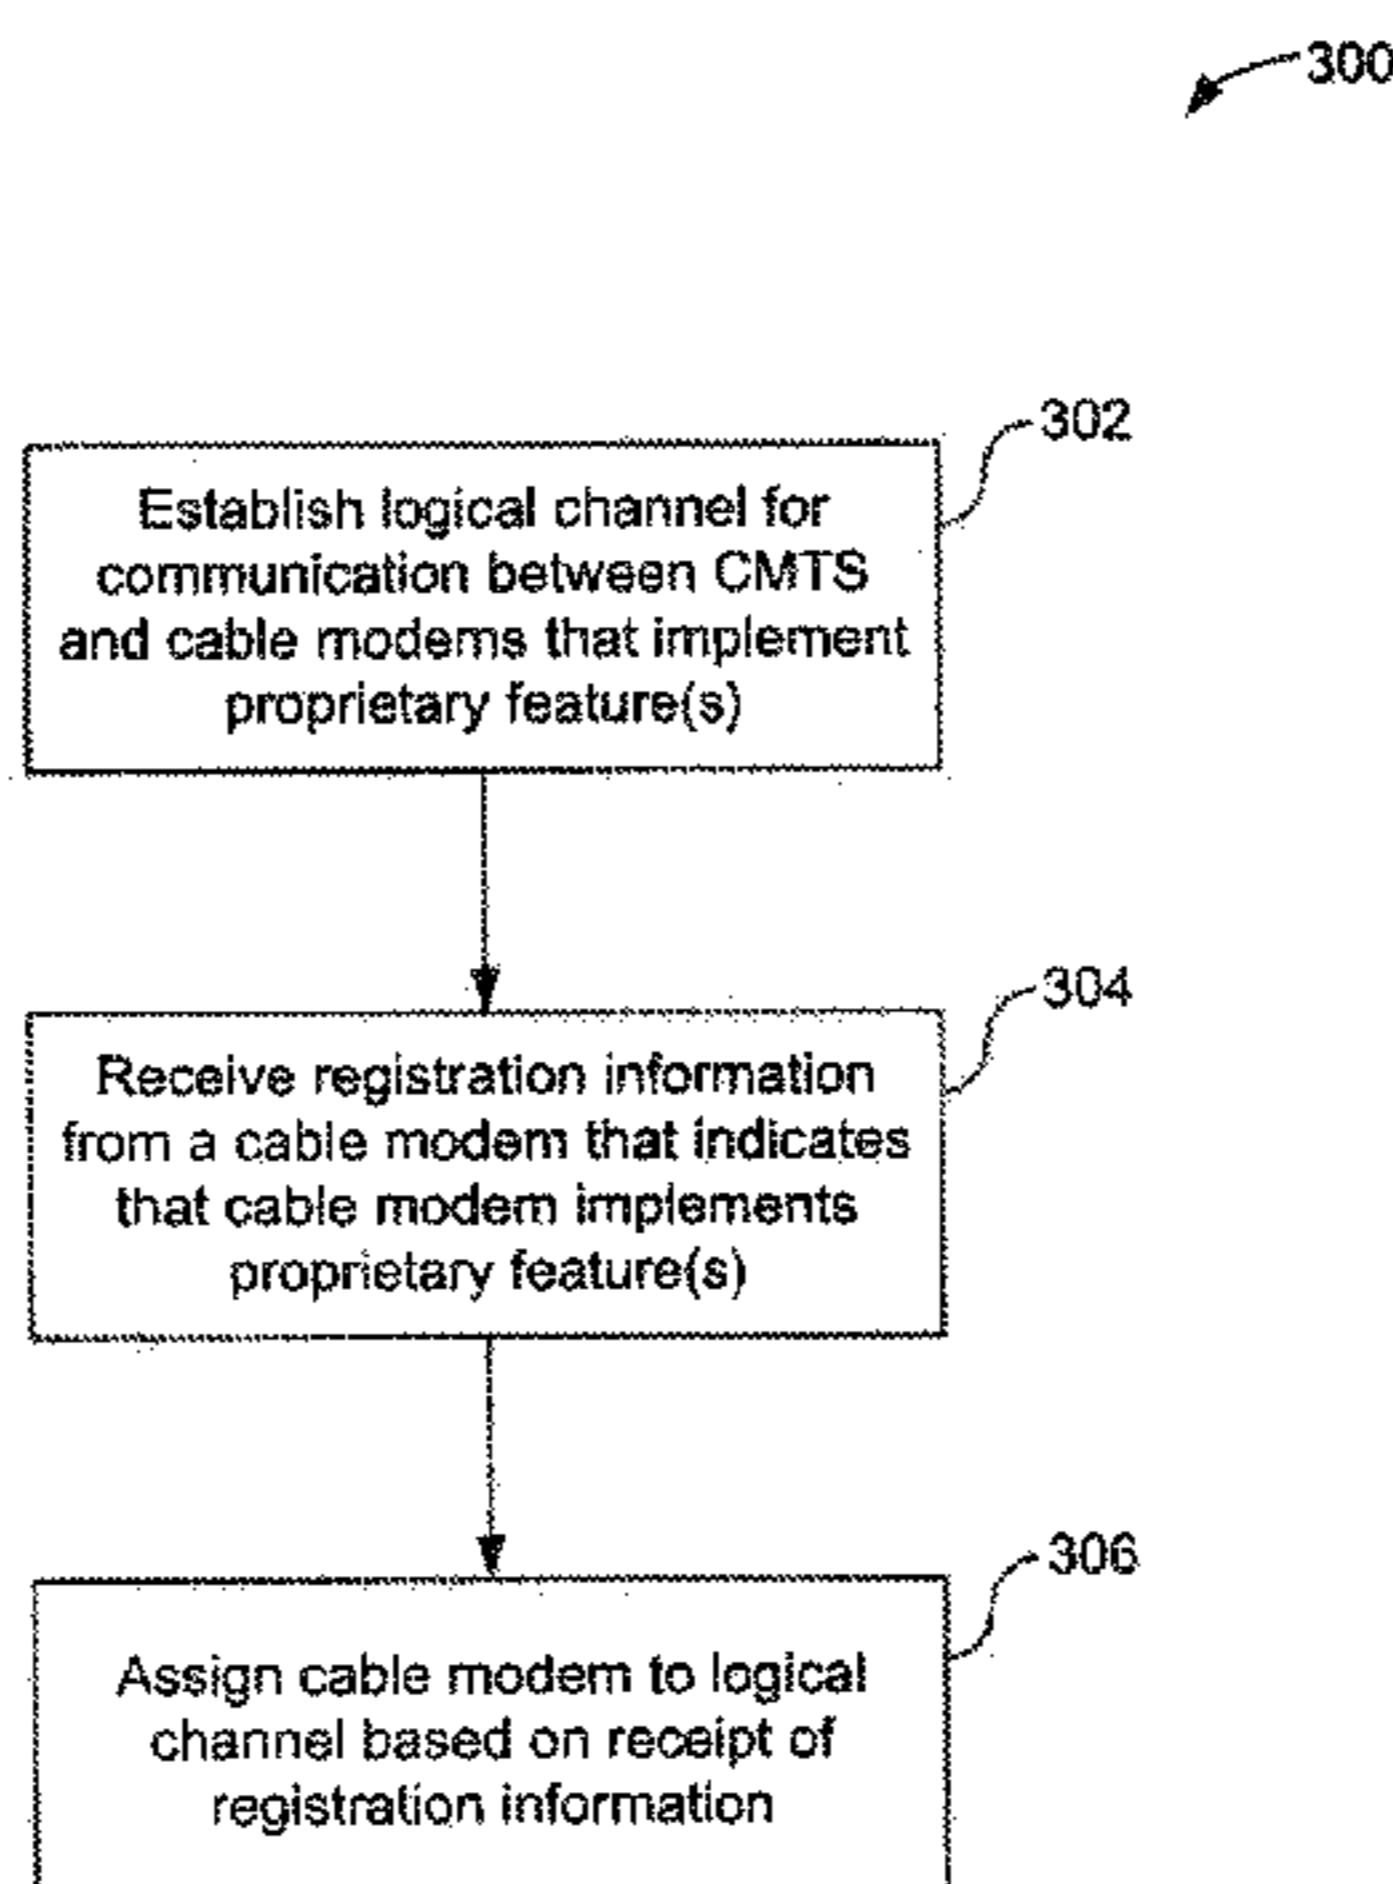 300
302
Establish logical channel for
communication between CMTS
and cable modems that implement
proprietary feature(s)
304
Receive registration information
from a cable modem that indicates
that cable modem implements
proprietary feature(s)
306
Assign cable modem to logical
channel based on receipt of
registration information